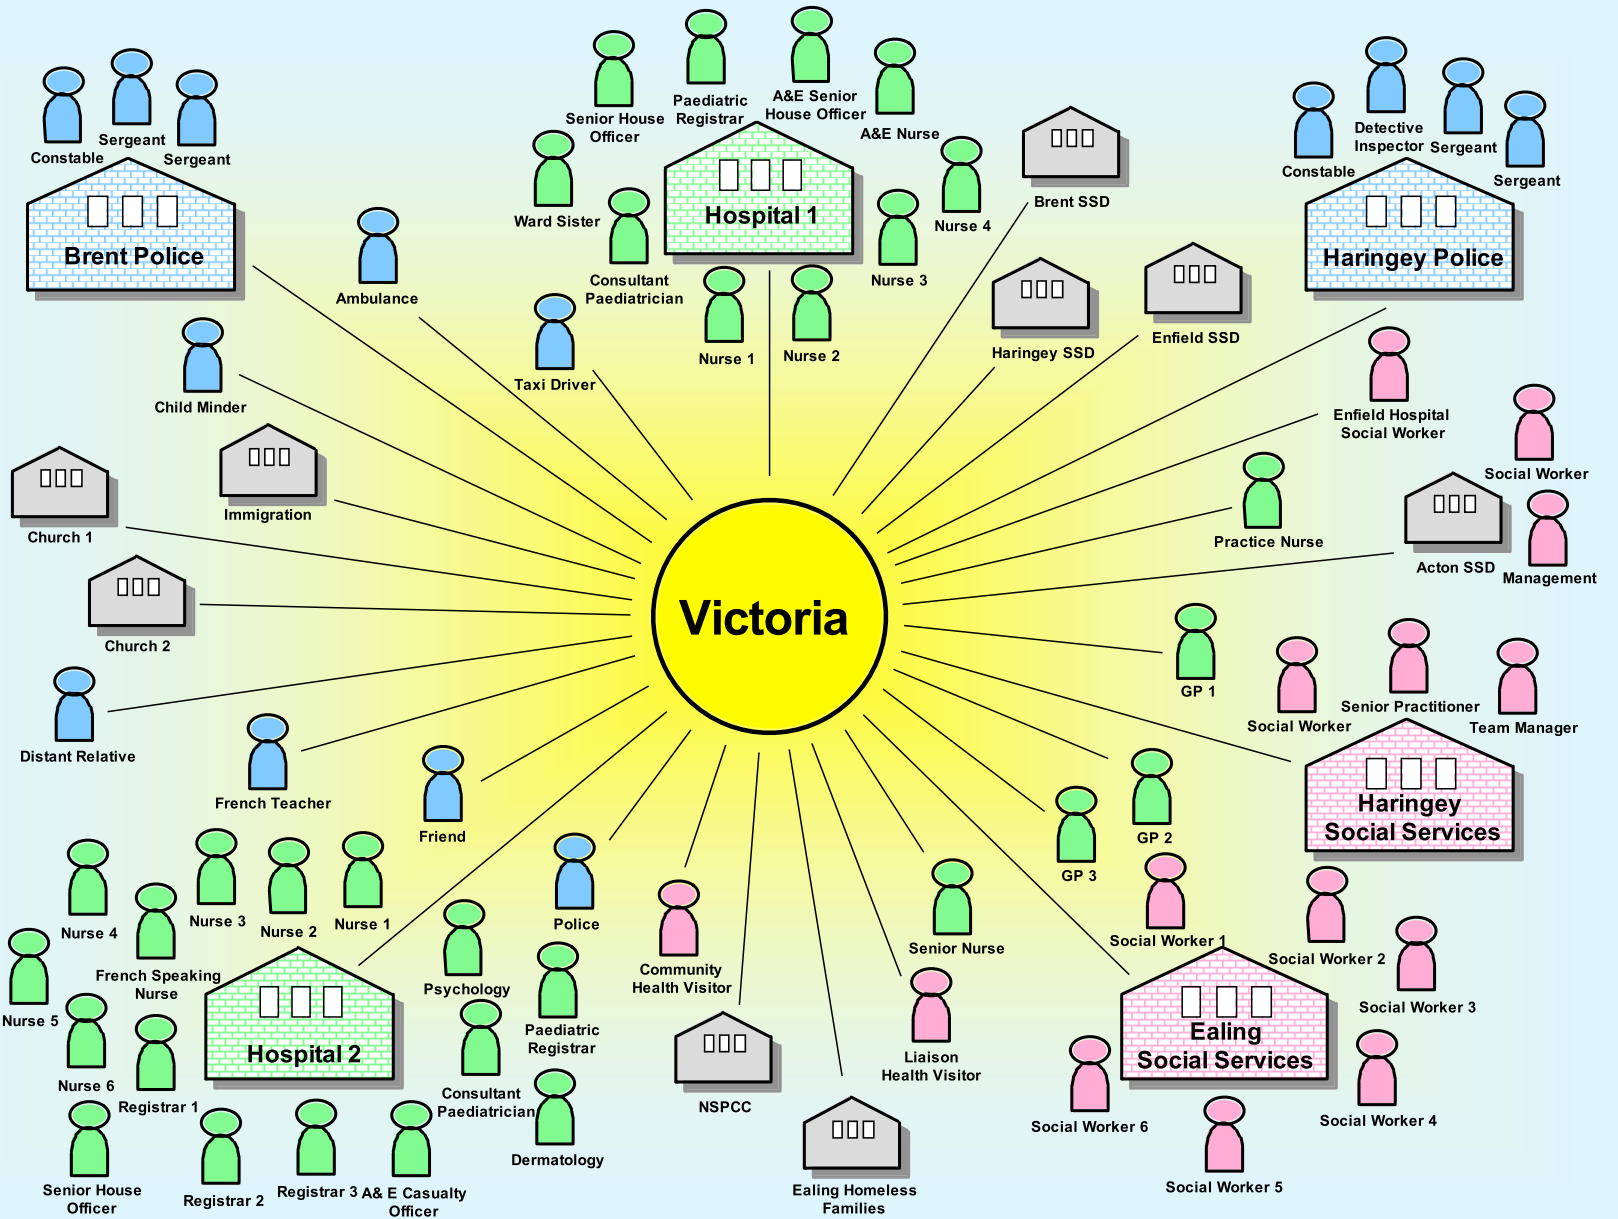 Constable
Sergeant
Sergeant
Brent Police
Senior House
Officer
Paediatric
Registrar
A&E Senior
House Officer
A&E Nurse
Ward Sister
Hospital 1
Nurse 4
Consultant
Paediatrician
Nurse 3
Nurse 1
Nurse 2
Brent SSD
Haringey SSD
Enfield SSD
Constable
Detective
Inspector
Sergeant
Sergeant
Haringey Police
Ambulance
Taxi Driver
Child Minder
Immigration
Church 1
Church 2
Enfield Hospital
Social Worker
Social Worker
Practice Nurse
Acton SSD
Management
Victoria
GP 1
Social Worker
Senior Practitioner
Team Manager
Haringey
Social Services
Distant Relative
French Teacher
Friend
GP 2
GP 3
Police
Community
Health Visitor
Senior Nurse
Liaison
Health Visitor
NSPCC
Ealing Homeless
Families
Nurse 4
Nurse 3
Nurse 2
Nurse 1
French Speaking
Nurse
Nurse 5
Psychology
Hospital 2
Paediatric
Registrar
Nurse 6
Registrar 1
Consultant
Paediatrician
Dermatology
Senior House
Officer
Registrar 2
Registrar 3
A& E Casualty
Officer
Social Worker 1
Social Worker 2
Social Worker 3
Ealing
Social Services
Social Worker 6
Social Worker 4
Social Worker 5